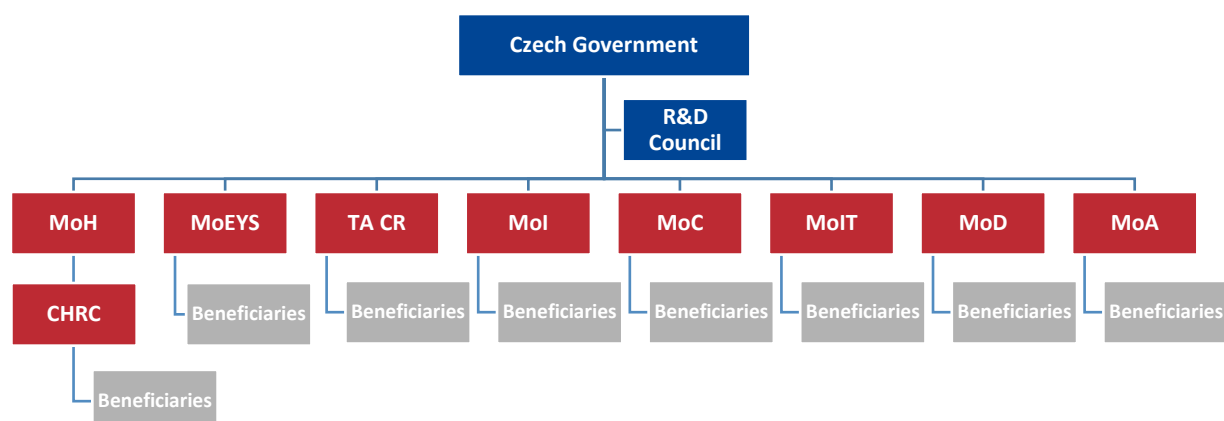 Czech Government
R&D
Council
MoH
MoEYS
TA CR
MoI
MoC
MoIT
MoD
MoA
CHRC
Beneficiaries
Beneficiaries
Beneficiaries
Beneficiaries
Beneficiaries
Beneficiaries
Beneficiaries
Beneficiaries